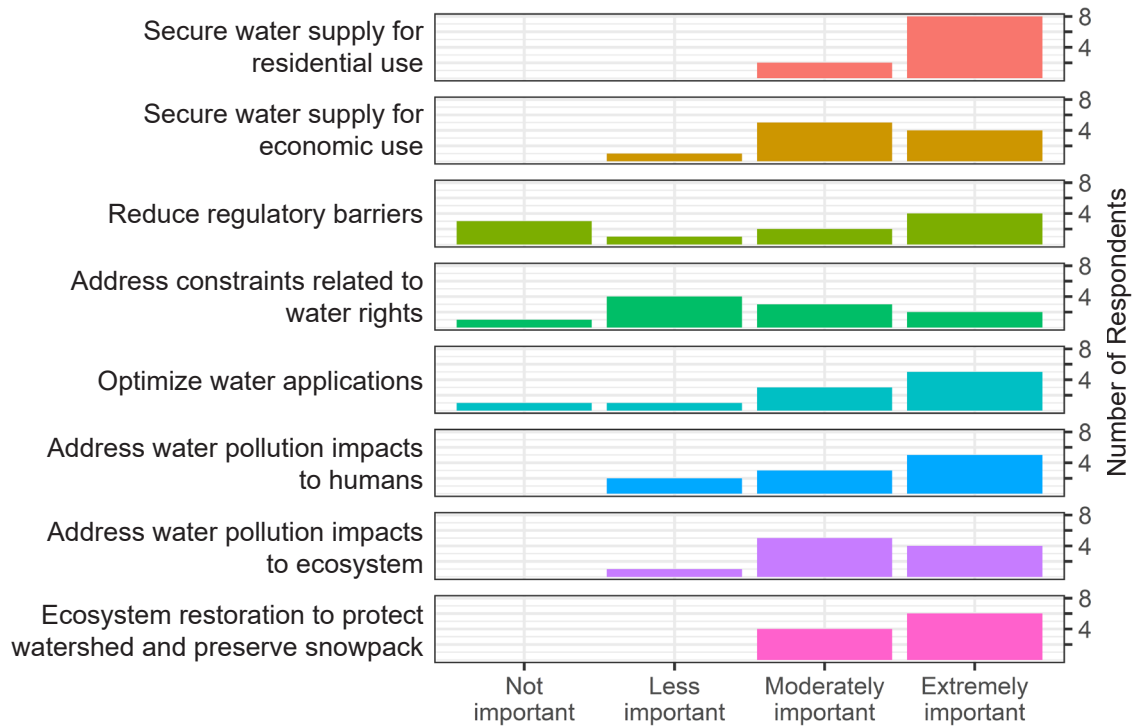 Secure water supply for
residential use
8
4
Secure water supply for
economic use
8
4
Reduce regulatory barriers
8
4
Address constraints related to
water rights
8
4
Optimize water applications
8
4
Address water pollution impacts
to humans
8
4
Address water pollution impacts
to ecosystem
8
4
Ecosystem restoration to protect
watershed and preserve snowpack
8
4
Number of Respondents
Not
important
Less
important
Moderately
important
Extremely
important